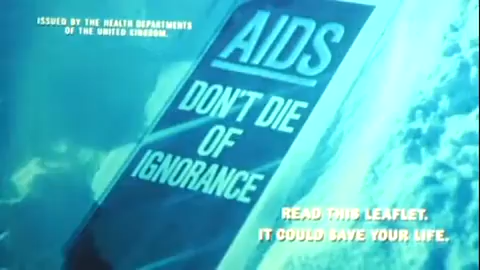 ISSUED BY THE HEALTH DEPARTMENTS
OF THE UNITED KINGDOM.
AIDS
DON'T DIE
OF
IGNORANCE
READ THIS LEAFLET.
IT COULD SAVE YOUR LIFE.